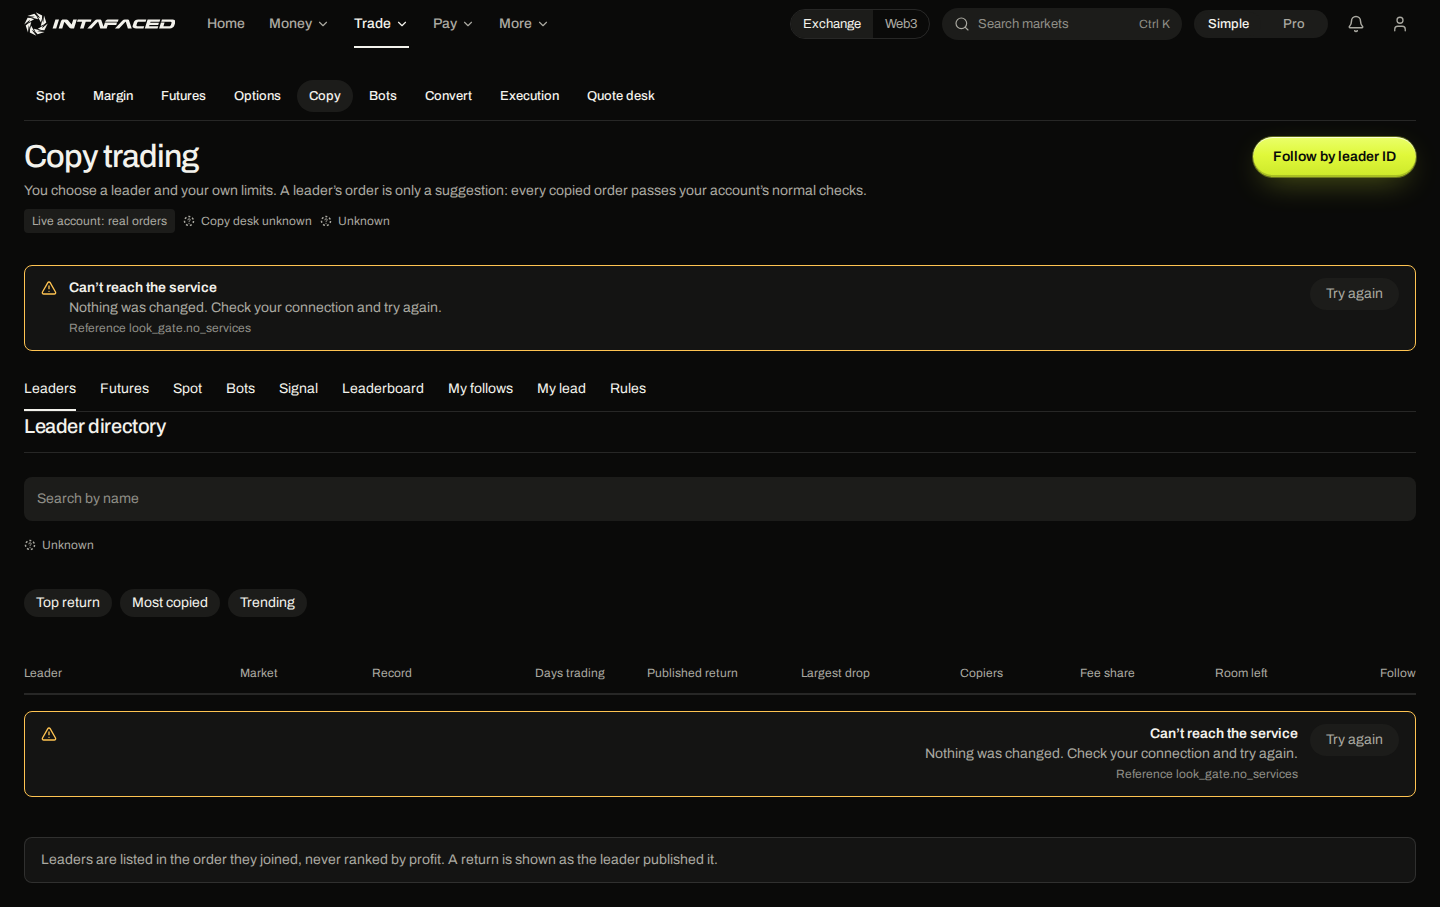 INTAFACED Home Money Trade Pay More Exchange Web3 Search markets Ctrl K Simple Pro
Spot Margin Futures Options Copy Bots Convert Execution Quote desk
Copy trading
Follow by leader ID
You choose a leader and your own limits. A leader’s order is only a suggestion: every copied order passes your account’s normal checks.
Live account: real orders Copy desk unknown Unknown
Can’t reach the service
Nothing was changed. Check your connection and try again.
Reference look_gate.no_services
Try again
Leaders Futures Spot Bots Signal Leaderboard My follows My lead Rules
Leader directory
Search by name
Unknown
Top return Most copied Trending
Leader Market Record Days trading Published return Largest drop Copiers Fee share Room left Follow
Can’t reach the service
Nothing was changed. Check your connection and try again.
Reference look_gate.no_services
Try again
Leaders are listed in the order they joined, never ranked by profit. A return is shown as the leader published it.